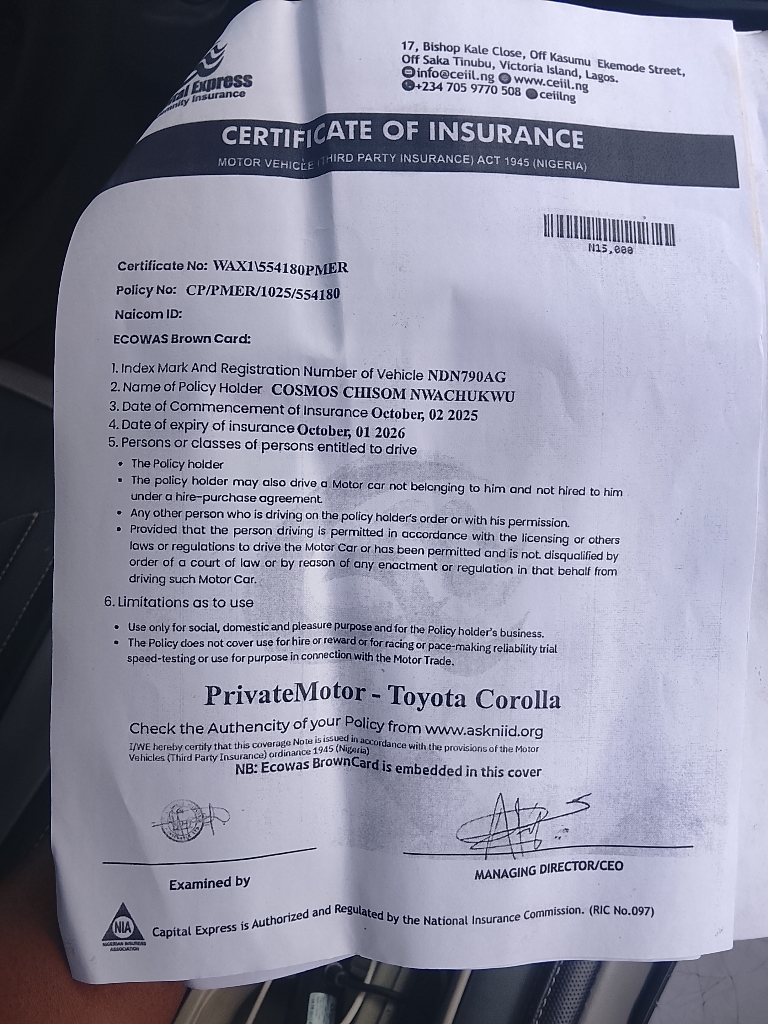 al Express
nity Insurance
17, Bishop Kale Close, Off Kasumu Ekemode Street,
Off Saka Tinubu, Victoria Island, Lagos.
info@ceiil.ng www.ceiil.ng
+234 705 9770 508 ceiilng
CERTIFICATE OF INSURANCE
MOTOR VEHICLE (THIRD PARTY INSURANCE) ACT 1945 (NIGERIA)
N15,000
Certificate No: WAX1\554180PMER
Policy No: CP/PMER/1025/554180
Naicom ID:
ECOWAS Brown Card:
1. Index Mark And Registration Number of Vehicle NDN790AG
2. Name of Policy Holder COSMOS CHISOM NWACHUKWU
3. Date of Commencement of Insurance October, 02 2025
4. Date of expiry of insurance October, 01 2026
5. Persons or classes of persons entitled to drive
• The Policy holder
• The policy holder may also drive a Motor car not belonging to him and not hired to him
under a hire-purchase agreement.
• Any other person who is driving on the policy holder's order or with his permission.
• Provided that the person driving is permitted in accordance with the licensing or others
laws or regulations to drive the Motor Car or has been permitted and is not. disqualified by
order of a court of law or by reason of any enactment or regulation in that behalf from
driving such Motor Car.
6. Limitations as to use
• Use only for social, domestic and pleasure purpose and for the Policy holder's business.
• The Policy does not cover use for hire or reward or for racing or pace-making reliability trial
speed-testing or use for purpose in connection with the Motor Trade.
PrivateMotor - Toyota Corolla
Check the Authencity of your Policy from www.askniid.org
I/WE hereby certify that this coverage Note is issued in accordance with the provisions of the Motor
Vehicles (Third Party Insurance) ordinance 1945 (Nigeria)
NB: Ecowas BrownCard is embedded in this cover
Examined by
MANAGING DIRECTOR/CEO
NIA
NIGERIAN INSURERS
ASSOCIATION
Capital Express is Authorized and Regulated by the National Insurance Commission. (RIC No.097)